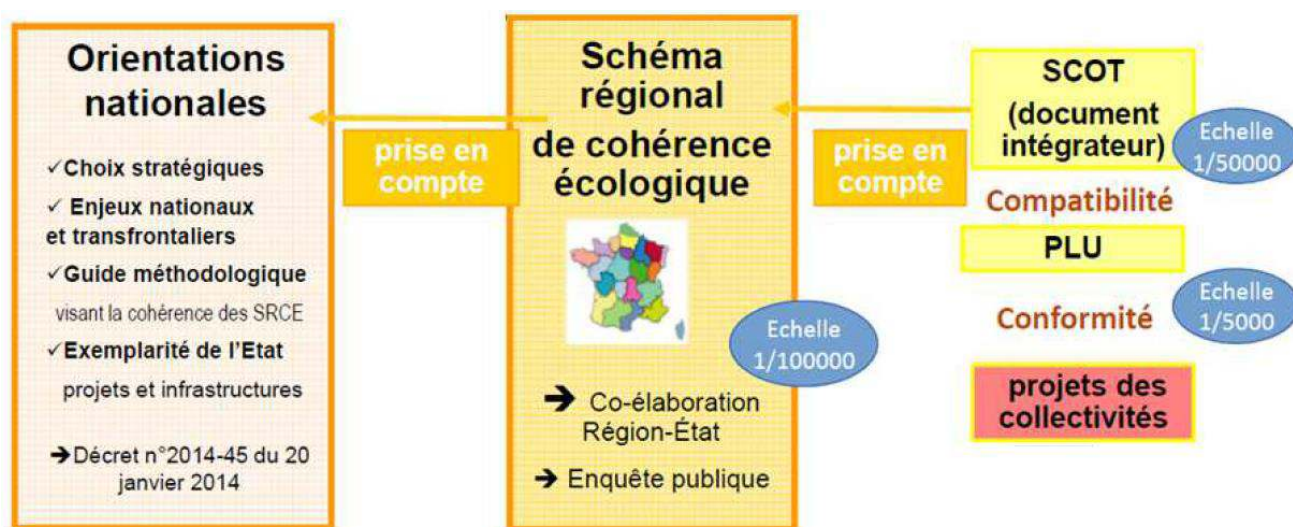 Orientations
nationales
✓Choix stratégiques
✓ Enjeux nationaux
et transfrontaliers
✓Guide méthodologique
visant la cohérence des SRCE
✓Exemplarité de l'Etat
projets et infrastructures
➔Décret n°2014-45 du 20
janvier 2014
prise en
compte
Schéma
régional
de cohérence
écologique
Echelle
1/100000
➔ Co-élaboration
Région-État
➔ Enquête publique
prise en
compte
SCOT
(document
intégrateur)
Echelle
1/50000
Compatibilité
PLU
Echelle
1/5000
Conformité
projets des
collectivités